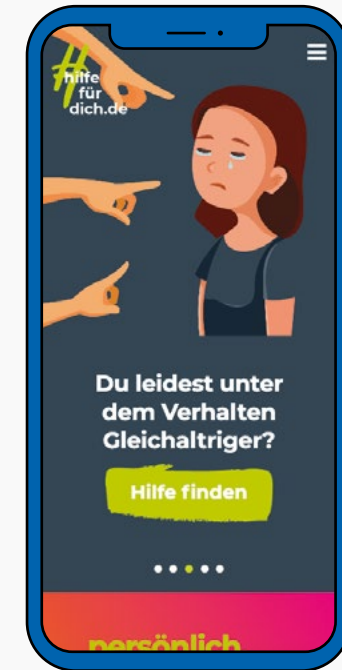 #
hilfe
für
dich.de
Du leidest unter
dem Verhalten
Gleichaltriger?
Hilfe finden
persönlich